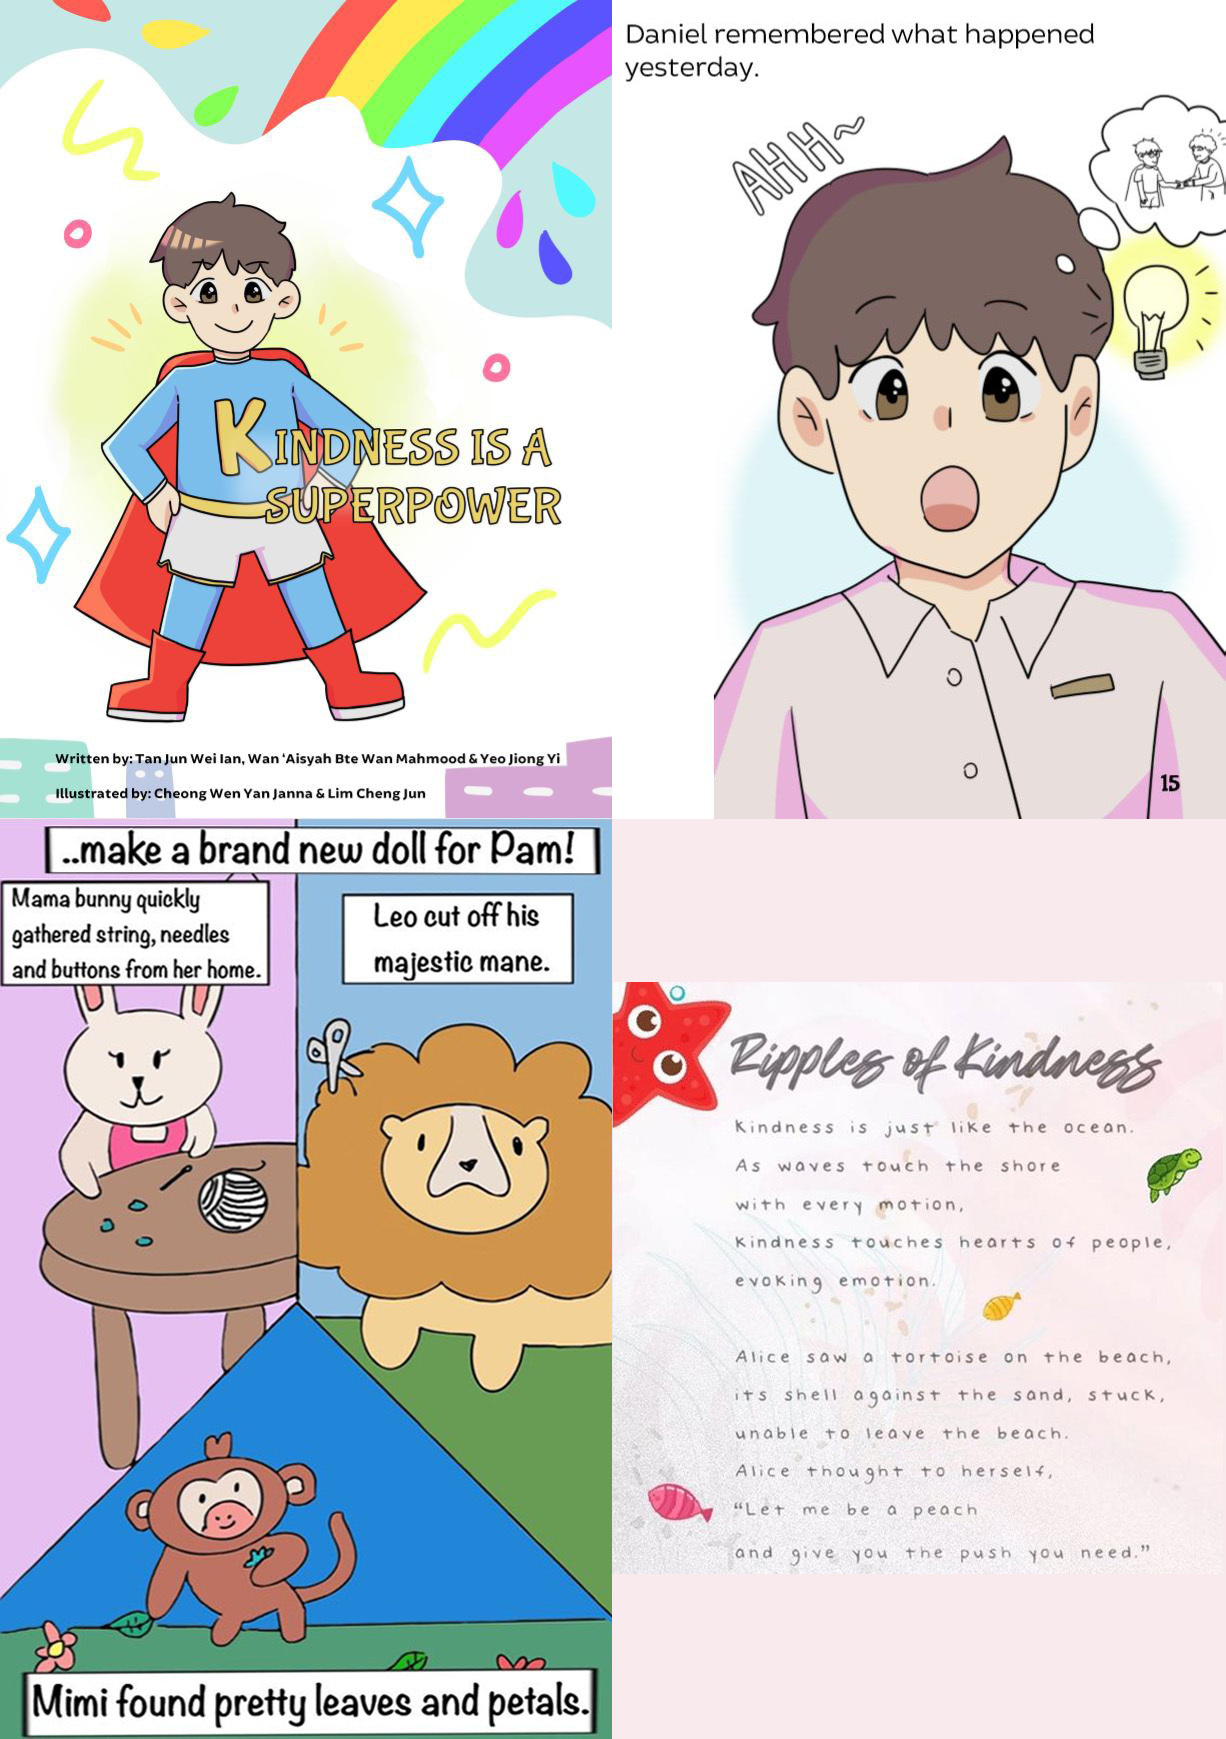 KINDNESS IS A
SUPERPOWER
Written by: Tan Jun Wei Ian, Wan ‘Aisyah Bte Wan Mahmood & Yeo Jiong Yi
Illustrated by: Cheong Wen Yan Janna & Lim Cheng Jun
Daniel remembered what happened
yesterday.
AHH~
15
..make a brand new doll for Pam!
Mama bunny quickly
gathered string, needles
and buttons from her home.
Leo cut off his
majestic mane.
Mimi found pretty leaves and petals.
Ripples of Kindness
Kindness is just like the ocean.
As waves touch the shore
with every motion,
Kindness touches hearts of people,
evoking emotion.
Alice saw a tortoise on the beach,
its shell against the sand, stuck,
unable to leave the beach.
Alice thought to herself,
“Let me be a peach
and give you the push you need.”